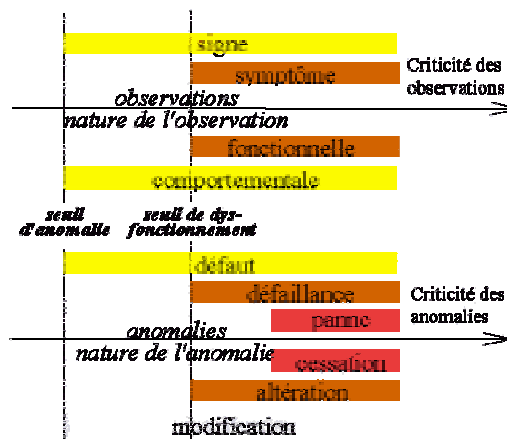 signe
symptôme
Criticité des
observations
observations
nature de l'observation
fonctionnelle
comportementale
seuil
d'anomalie
seuil de dys-
fonctionnement
défaut
défaillance
Criticité des
anomalies
panne
anomalies
nature de l'anomalie
cessation
altération
modification